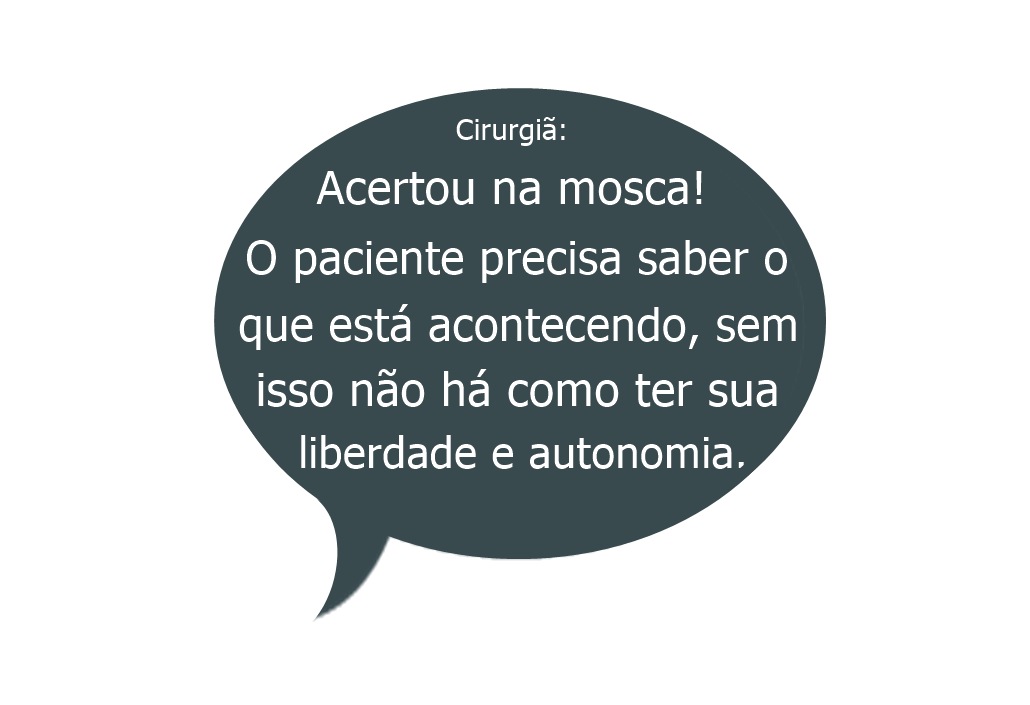 Cirurgiã:
Acertou na mosca!
O paciente precisa saber o
que está acontecendo, sem
isso não há como ter sua
liberdade e autonomia.